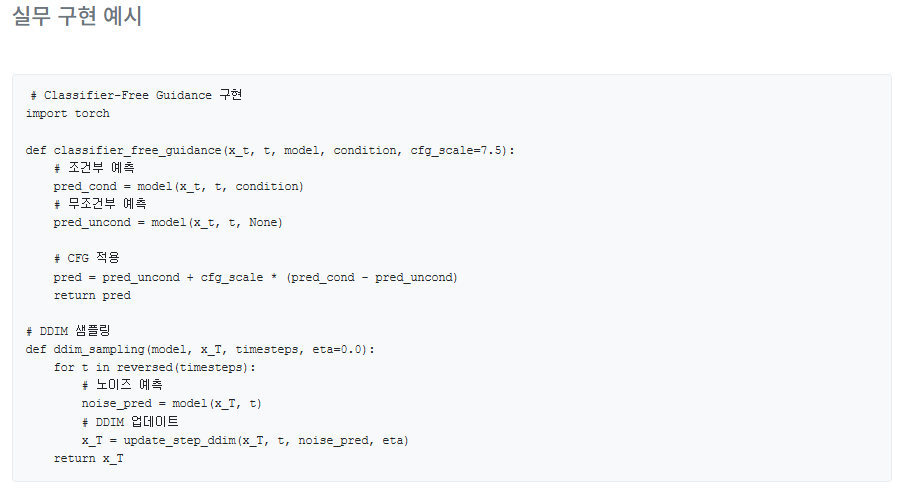 실무 구현 예시
# Classifier-Free Guidance 구현
import torch
def classifier_free_guidance(x_t, t, model, condition, cfg_scale=7.5):
# 조건부 예측
pred_cond = model(x_t, t, condition)
# 무조건부 예측
pred_uncond = model(x_t, t, None)
# CFG 적용
pred = pred_uncond + cfg_scale * (pred_cond - pred_uncond)
return pred
# DDIM 샘플링
def ddim_sampling(model, x_T, timesteps, eta=0.0):
for t in reversed(timesteps):
# 노이즈 예측
noise_pred = model(x_T, t)
# DDIM 업데이트
x_T = update_step_ddim(x_T, t, noise_pred, eta)
return x_T